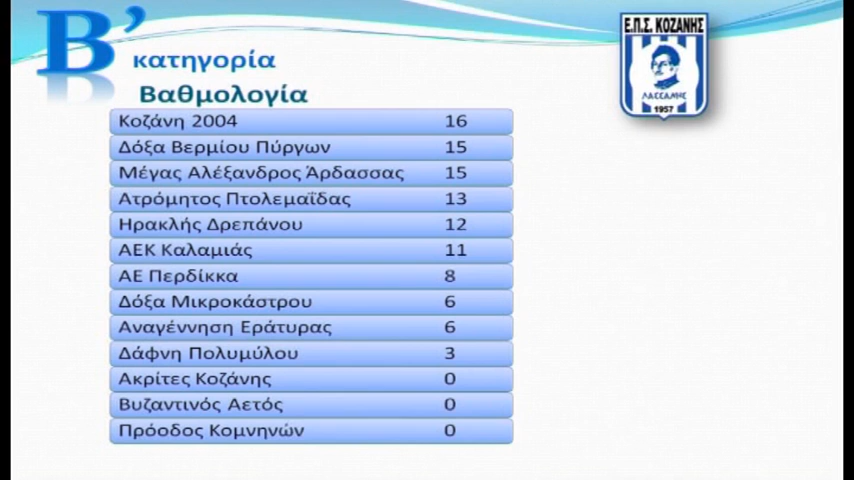 Β΄ κατηγορία
Βαθμολογία
Ε.Π.Σ. ΚΟΖΑΝΗΣ
ΛΑΣΣΑΝΗΣ
1957
Κοζάνη 2004 16
Δόξα Βερμίου Πύργων 15
Μέγας Αλέξανδρος Άρδασσας 15
Ατρόμητος Πτολεμαΐδας 13
Ηρακλής Δρεπάνου 12
ΑΕΚ Καλαμιάς 11
ΑΕ Περδίκκα 8
Δόξα Μικροκάστρου 6
Αναγέννηση Εράτυρας 6
Δάφνη Πολυμύλου 3
Ακρίτες Κοζάνης 0
Βυζαντινός Αετός 0
Πρόοδος Κομνηνών 0